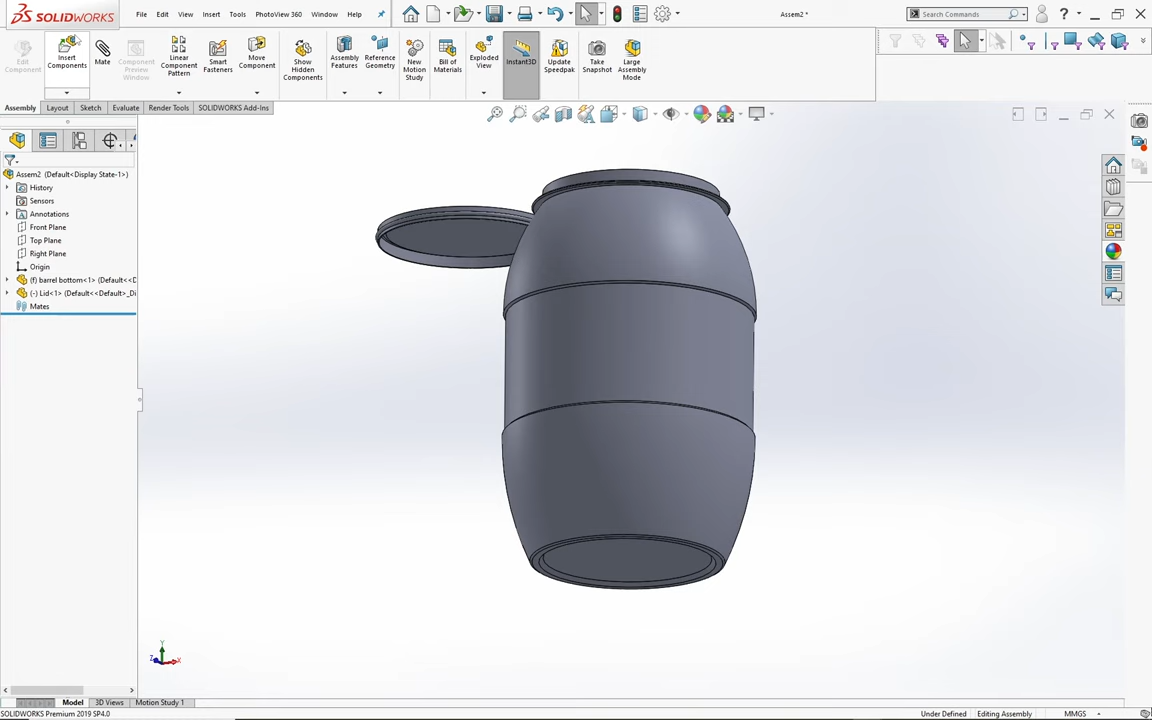 SOLIDWORKS
File Edit View Insert Tools PhotoView 360 Window Help
Assem2 *
Search Commands
Edit Component
Insert Components
Mate
Component Preview Window
Linear Component Pattern
Smart Fasteners
Move Component
Show Hidden Components
Assembly Features
Reference Geometry
New Motion Study
Bill of Materials
Exploded View
Instant3D
Update Speedpak
Take Snapshot
Large Assembly Mode
Assembly Layout Sketch Evaluate Render Tools SOLIDWORKS Add-Ins
Assem2 (Default<Display State-1>)
History
Sensors
Annotations
Front Plane
Top Plane
Right Plane
Origin
(f) barrel bottom<1> (Default<<D
(-) Lid<1> (Default<<Default>_Di
Mates
Y
Z
X
Model 3D Views Motion Study 1
SOLIDWORKS Premium 2019 SP4.0
Under Defined Editing Assembly MMGS